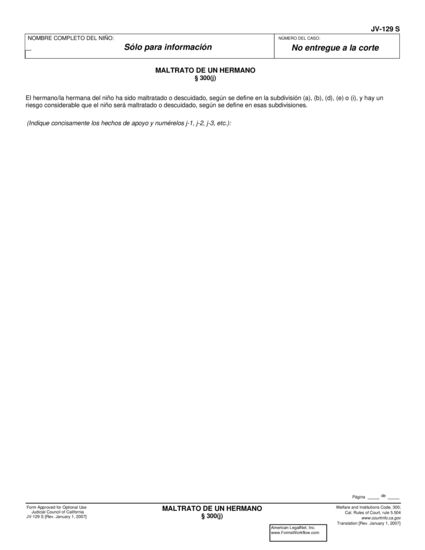 JV-129 S
NOMBRE COMPLETO DEL NIÑO:
NÚMERO DEL CASO:
Sólo para información
No entregue a la corte
MALTRATO DE UN HERMANO
§ 300(j)
El hermano/la hermana del niño ha sido maltratado o descuidado, según se define en la subdivisión (a), (b), (d), (e) o (i), y hay un
riesgo considerable que el niño será maltratado o descuidado, según se define en esas subdivisiones.
(Indique concisamente los hechos de apoyo y numérelos j-1, j-2, j-3, etc.):
Página _____ de _____
Form Approved for Optional Use
Judicial Council of California
JV-129 S [Rev. January 1, 2007]
MALTRATO DE UN HERMANO
§ 300(j)
Welfare and Institutions Code, 300;
Cal. Rules of Court, rule 5.504
www.courtinfo.ca.gov
Translation [Rev. January 1, 2007]
American LegalNet, Inc.
www.FormsWorkflow.com